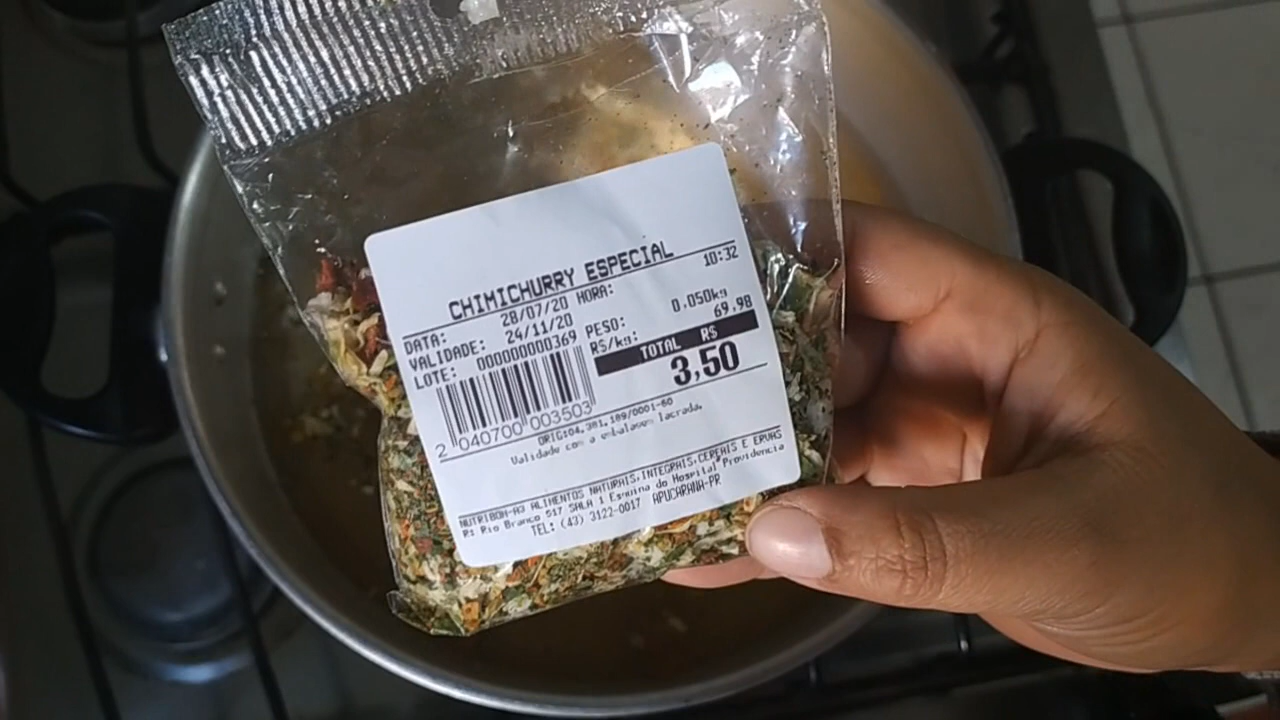 CHIMICHURRY ESPECIAL
DATA: 28/07/20 HORA: 10:32
VALIDADE: 24/11/20 PESO: 0,050kg
LOTE: 000000000369 R$/kg: 69,98
TOTAL R$
3,50
2 040700 003503
ORIG:04.381.189/0001-60
Validade com a embalagem lacrada.
NUTRIBOM-A3 ALIMENTOS NATURAIS,INTEGRAIS,CEREAIS E ERVAS
R: Rio Branco 517 SALA 1 Esquina do Hospital Providencia
TEL: (43) 3122-0017 APUCARANA-PR